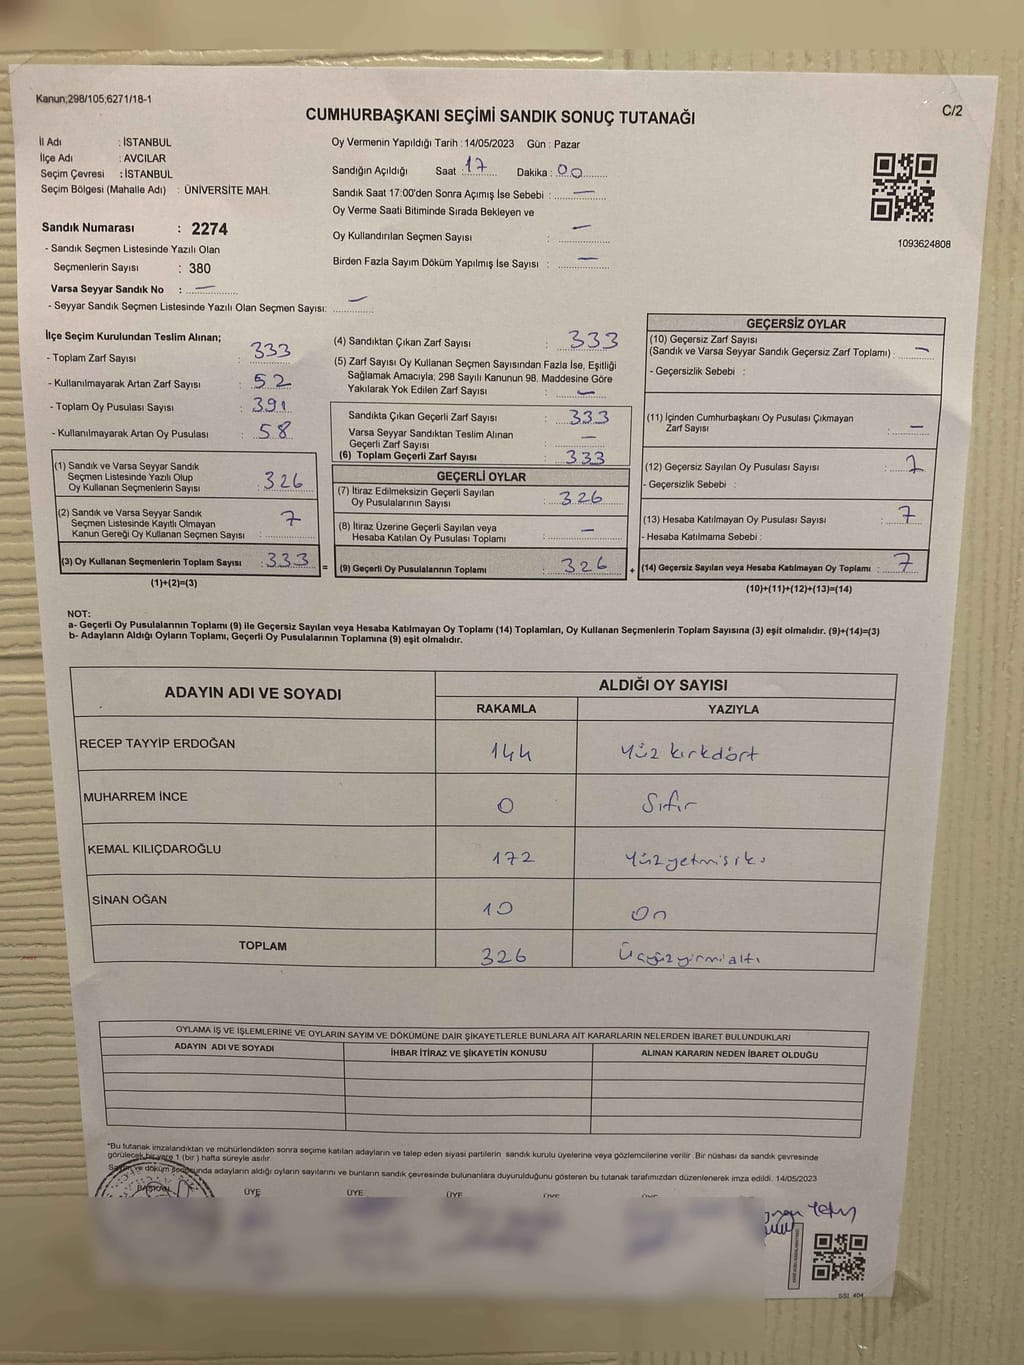 Kanun;298/105;6271/18-1
C/2
CUMHURBAŞKANI SEÇİMİ SANDIK SONUÇ TUTANAĞI
İl Adı : İSTANBUL
İlçe Adı : AVCILAR
Seçim Çevresi : İSTANBUL
Seçim Bölgesi (Mahalle Adı) : ÜNİVERSİTE MAH.
Sandık Numarası : 2274
- Sandık Seçmen Listesinde Yazılı Olan
Seçmenlerin Sayısı : 380
Varsa Seyyar Sandık No : —
- Seyyar Sandık Seçmen Listesinde Yazılı Olan Seçmen Sayısı: —
Oy Vermenin Yapıldığı Tarih : 14/05/2023 Gün : Pazar
Sandığın Açıldığı Saat : 17 Dakika : 00
Sandık Saat 17:00'den Sonra Açımış İse Sebebi : —
Oy Verme Saati Bitiminde Sırada Bekleyen ve
Oy Kullandırılan Seçmen Sayısı : —
Birden Fazla Sayım Döküm Yapılmış İse Sayısı : —
1093624808
İlçe Seçim Kurulundan Teslim Alınan;
- Toplam Zarf Sayısı : 333
- Kullanılmayarak Artan Zarf Sayısı : 52
- Toplam Oy Pusulası Sayısı : 391
- Kullanılmayarak Artan Oy Pusulası : 58
(1) Sandık ve Varsa Seyyar Sandık
Seçmen Listesinde Yazılı Olup
Oy Kullanan Seçmenlerin Sayısı : 326
(2) Sandık ve Varsa Seyyar Sandık
Seçmen Listesinde Kayıtlı Olmayan
Kanun Gereği Oy Kullanan Seçmen Sayısı : 7
(3) Oy Kullanan Seçmenlerin Toplam Sayısı : 333 =
(1)+(2)=(3)
(4) Sandıktan Çıkan Zarf Sayısı : 333
(5) Zarf Sayısı Oy Kullanan Seçmen Sayısından Fazla İse, Eşitliği
Sağlamak Amacıyla, 298 Sayılı Kanunun 98. Maddesine Göre
Yakılarak Yok Edilen Zarf Sayısı : —
Sandıkta Çıkan Geçerli Zarf Sayısı : 333
Varsa Seyyar Sandıktan Teslim Alınan
Geçerli Zarf Sayısı : —
(6) Toplam Geçerli Zarf Sayısı : 333
GEÇERLİ OYLAR
(7) İtiraz Edilmeksizin Geçerli Sayılan
Oy Pusulalarının Sayısı : 326
(8) İtiraz Üzerine Geçerli Sayılan veya
Hesaba Katılan Oy Pusulası Toplamı : —
(9) Geçerli Oy Pusulalarının Toplamı : 326 +
GEÇERSİZ OYLAR
(10) Geçersiz Zarf Sayısı
(Sandık ve Varsa Seyyar Sandık Geçersiz Zarf Toplamı) : —
- Geçersizlik Sebebi :
(11) İçinden Cumhurbaşkanı Oy Pusulası Çıkmayan
Zarf Sayısı : —
(12) Geçersiz Sayılan Oy Pusulası Sayısı :
- Geçersizlik Sebebi :
(13) Hesaba Katılmayan Oy Pusulası Sayısı : 7
- Hesaba Katılmama Sebebi :
(14) Geçersiz Sayılan veya Hesaba Katılmayan Oy Toplamı : 7
(10)+(11)+(12)+(13)=(14)
NOT:
a- Geçerli Oy Pusulalarının Toplamı (9) ile Geçersiz Sayılan veya Hesaba Katılmayan Oy Toplamı (14) Toplamları, Oy Kullanan Seçmenlerin Toplam Sayısına (3) eşit olmalıdır. (9)+(14)=(3)
b- Adayların Aldığı Oyların Toplamı, Geçerli Oy Pusulalarının Toplamına (9) eşit olmalıdır.
ADAYIN ADI VE SOYADI
ALDIĞI OY SAYISI
RAKAMLA YAZIYLA
RECEP TAYYİP ERDOĞAN 144 Yüz kırkdört
MUHARREM İNCE 0 Sıfır
KEMAL KILIÇDAROĞLU 172 Yüzyetmişiki
SİNAN OĞAN 10 On
TOPLAM 326 Üçyüzyirmialtı
OYLAMA İŞ VE İŞLEMLERİNE VE OYLARIN SAYIM VE DÖKÜMÜNE DAİR ŞİKAYETLERLE BUNLARA AİT KARARLARIN NELERDEN İBARET BULUNDUKLARI
ADAYIN ADI VE SOYADI
İHBAR İTİRAZ VE ŞİKAYETİN KONUSU
ALINAN KARARIN NEDEN İBARET OLDUĞU
*Bu tutanak imzalandıktan ve mühürlendikten sonra seçime katılan adayların ve talep eden siyasi partilerin sandık kurulu üyelerine veya gözlemcilerine verilir .Bir nüshası da sandık çevresinde
görülecek bir yere 1 (bir ) hafta süreyle asılır.
Sayım ve döküm sonucunda adayların aldığı oyların sayılarını ve bunların sandık çevresinde bulunanlara duyurulduğunu gösteren bu tutanak tarafımızdan düzenlenerek imza edildi. 14/05/2023
BAŞKAN ÜYE ÜYE ÜYE ÜYE ÜYE
SSI 404